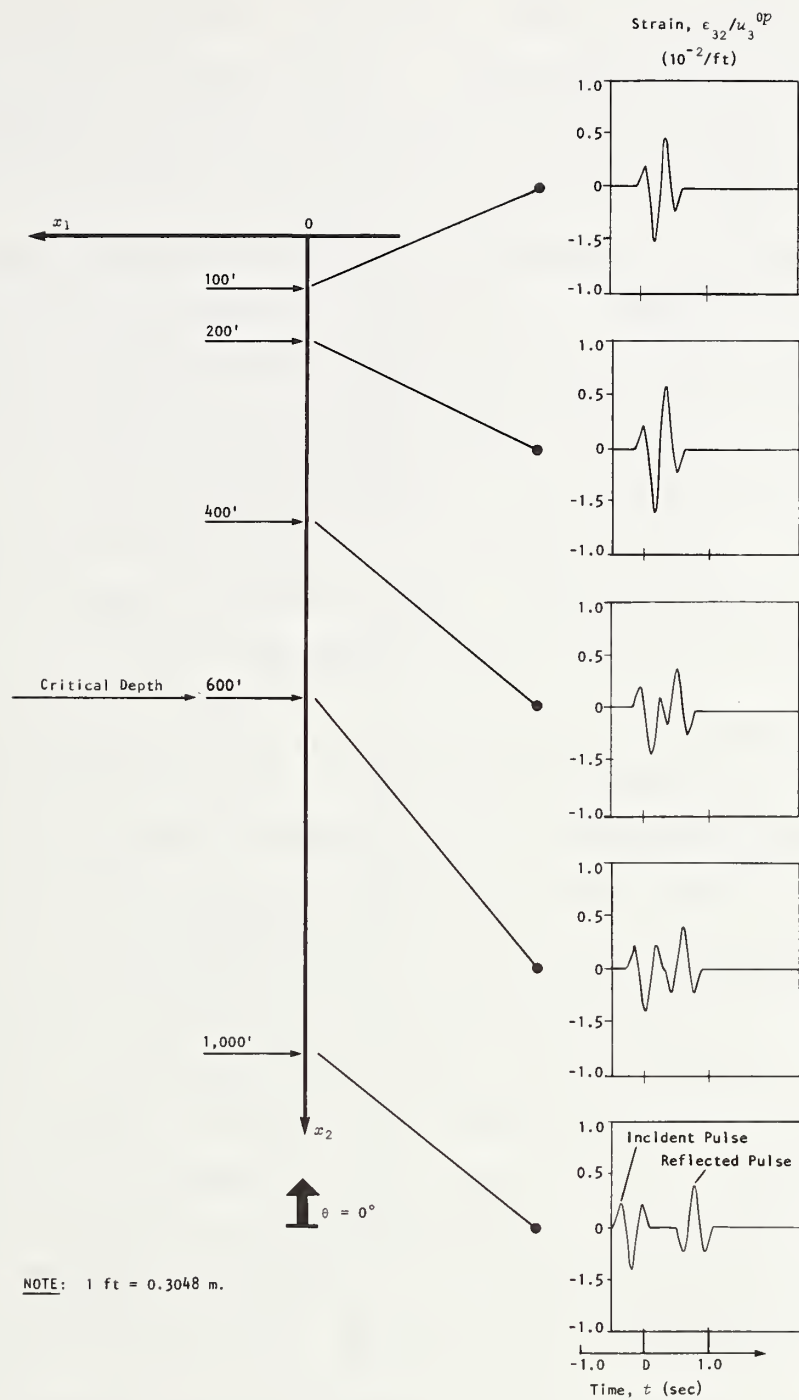 Strain, ε32/u3^0p
(10^-2/ft)
1.0
0.5
0
-1.5
-1.0
x1
0
100'
200'
1.0
0.5
0
-1.5
-1.0
400'
1.0
0.5
0
-1.5
-1.0
Critical Depth
600'
1.0
0.5
0
-1.5
-1.0
1,000'
x2
θ = 0°
1.0
Incident Pulse
0.5
Reflected Pulse
0
-1.5
-1.0
NOTE: 1 ft = 0.3048 m.
-1.0 D 1.0
Time, t (sec)